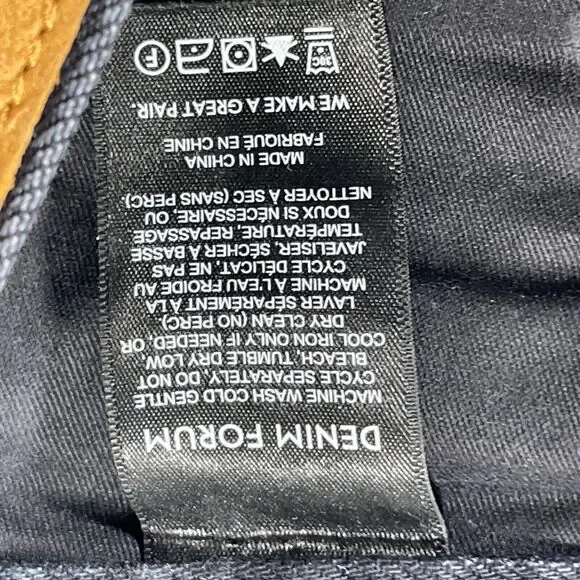 DENIM FORUM
MACHINE WASH COLD GENTLE
CYCLE SEPARATELY, DO NOT
BLEACH, TUMBLE DRY LOW,
COOL IRON ONLY IF NEEDED, OR
DRY CLEAN (NO PERC)
LAVER SEPAREMENT À LA
MACHINE À L'EAU FROIDE AU
CYCLE DÉLICAT, NE PAS
JAVELISER, SÉCHER À BASSE
TEMPÉRATURE, REPASSAGE
DOUX SI NÉCESSAIRE, OU
NETTOYER À SEC (SANS PERC).
MADE IN CHINA
FABRIQUÉ EN CHINE
WE MAKE A GREAT PAIR.
30C F